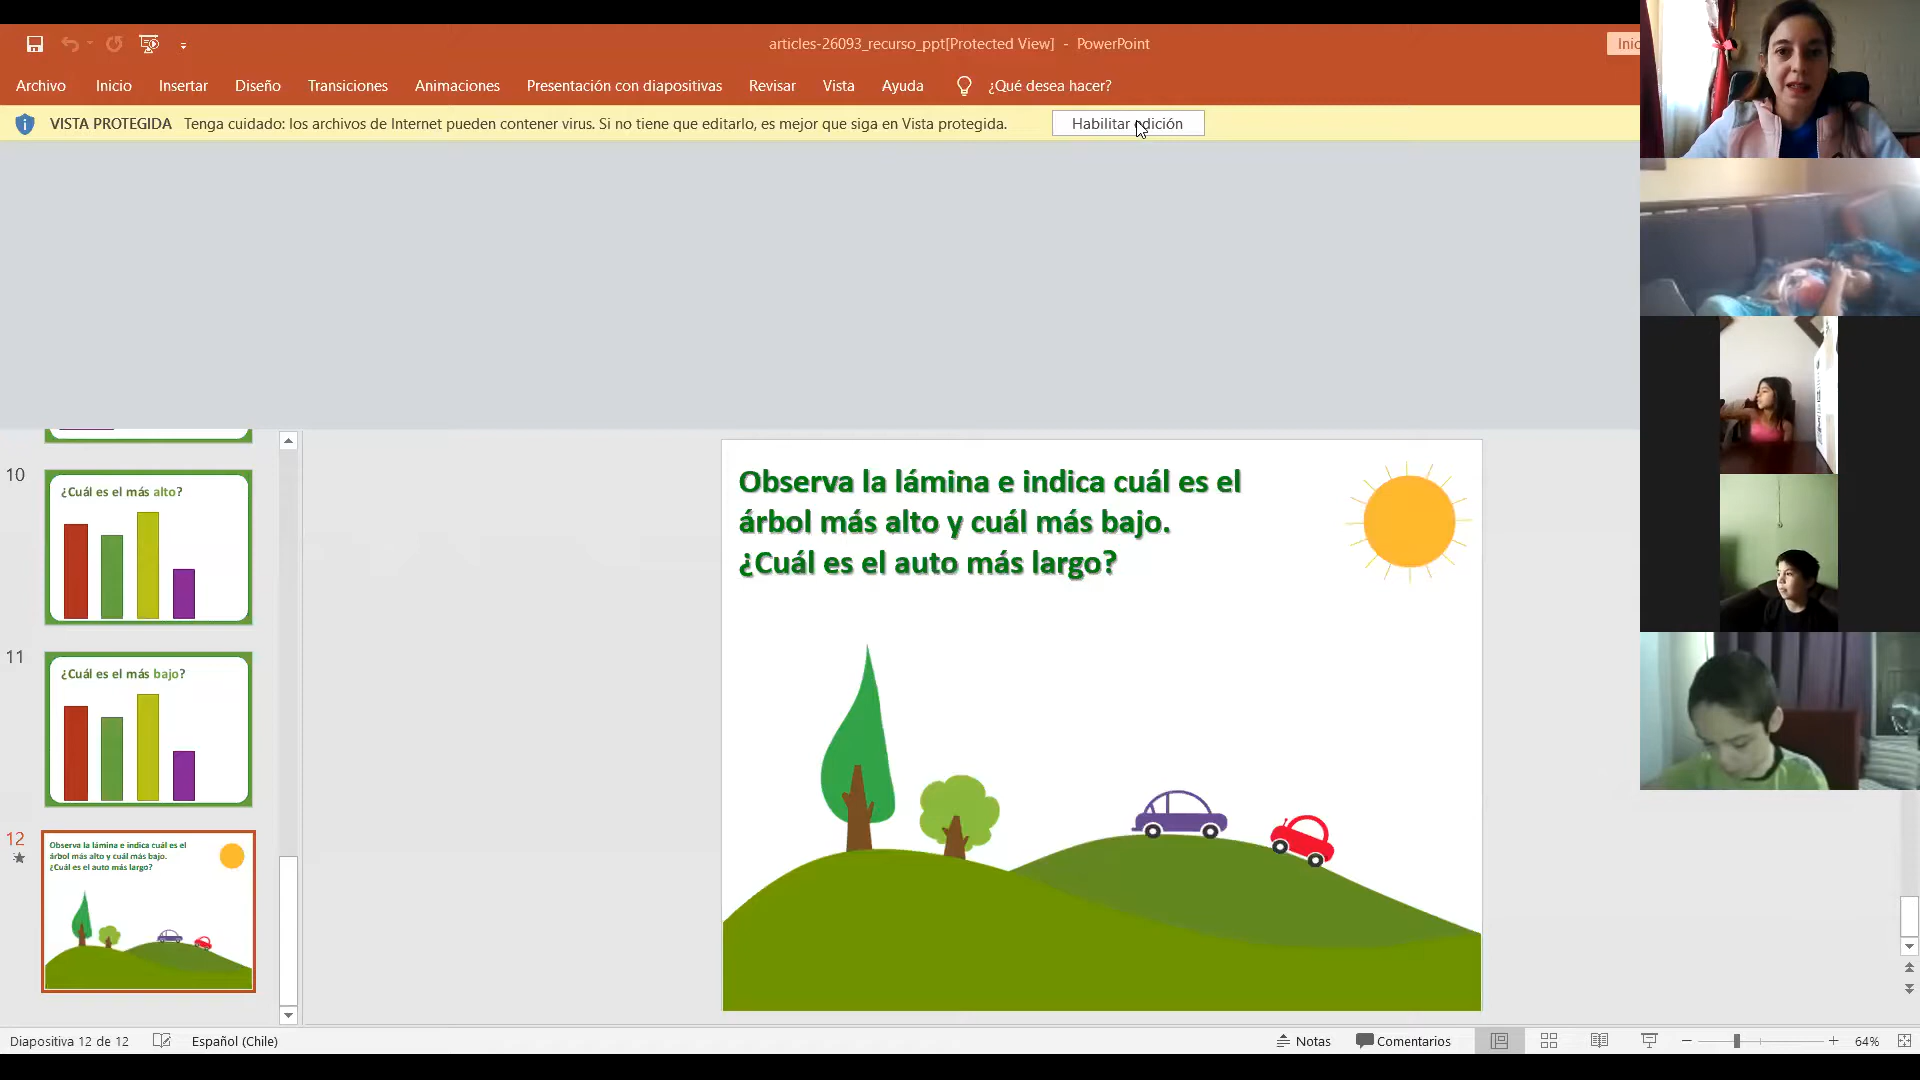 articles-26093_recurso_ppt[Protected View] - PowerPoint
Archivo Inicio Insertar Diseño Transiciones Animaciones Presentación con diapositivas Revisar Vista Ayuda ¿Qué desea hacer?
VISTA PROTEGIDA Tenga cuidado: los archivos de Internet pueden contener virus. Si no tiene que editarlo, es mejor que siga en Vista protegida. Habilitar edición
10
¿Cuál es el más alto?
11
¿Cuál es el más bajo?
12
Observa la lámina e indica cuál es el
árbol más alto y cuál más bajo.
¿Cuál es el auto más largo?
Observa la lámina e indica cuál es el
árbol más alto y cuál más bajo.
¿Cuál es el auto más largo?
Diapositiva 12 de 12 Español (Chile) Notas Comentarios 64%